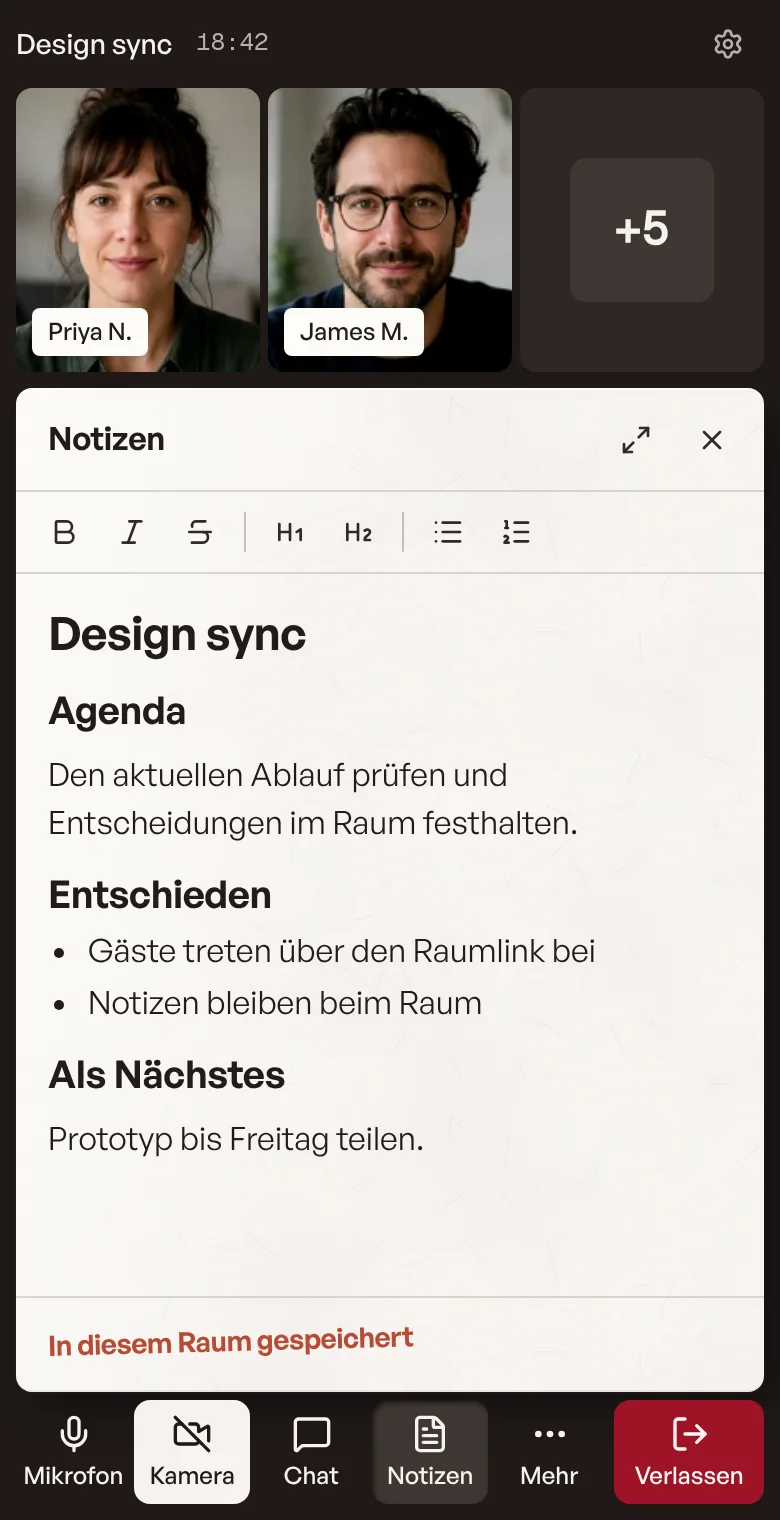 Design sync 18:42
Priya N.
James M.
+5
Notizen
B I S H1 H2
Design sync
Agenda
Den aktuellen Ablauf prüfen und
Entscheidungen im Raum festhalten.
Entschieden
• Gäste treten über den Raumlink bei
• Notizen bleiben beim Raum
Als Nächstes
Prototyp bis Freitag teilen.
In diesem Raum gespeichert
Mikrofon Kamera Chat Notizen Mehr Verlassen